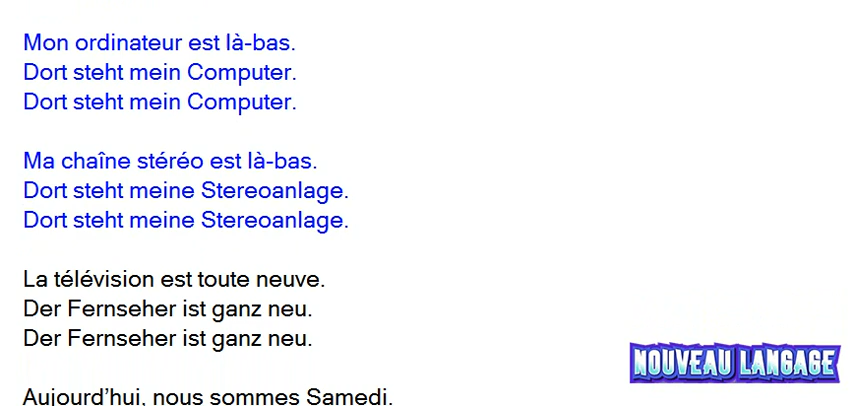 Mon ordinateur est là-bas.
Dort steht mein Computer.
Dort steht mein Computer.
Ma chaîne stéréo est là-bas.
Dort steht meine Stereoanlage.
Dort steht meine Stereoanlage.
La télévision est toute neuve.
Der Fernseher ist ganz neu.
Der Fernseher ist ganz neu.
NOUVEAU LANGAGE
Aujourd’hui, nous sommes Samedi.